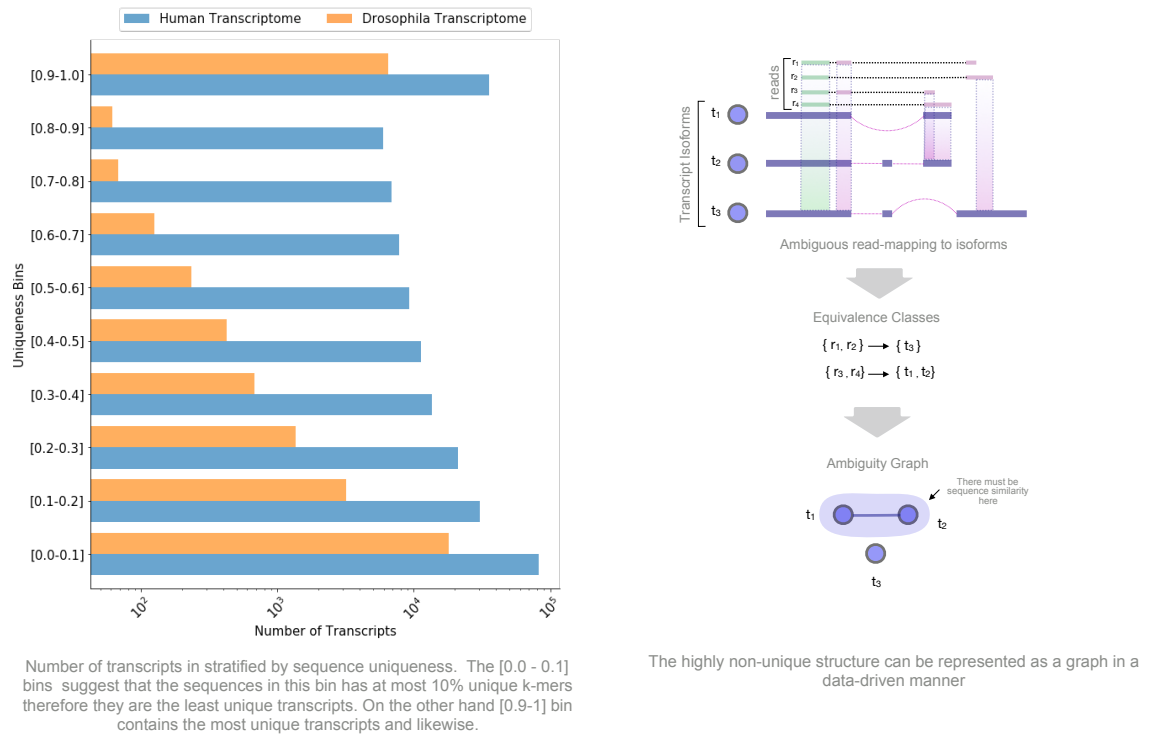 Human Transcriptome
Drosophila Transcriptome
Uniqueness Bins
[0.9-1.0]
[0.8-0.9]
[0.7-0.8]
[0.6-0.7]
[0.5-0.6]
[0.4-0.5]
[0.3-0.4]
[0.2-0.3]
[0.1-0.2]
[0.0-0.1]
10²
10³
10⁴
10⁵
Number of Transcripts
Number of transcripts in stratified by sequence uniqueness. The [0.0 - 0.1]
bins suggest that the sequences in this bin has at most 10% unique k-mers
therefore they are the least unique transcripts. On the other hand [0.9-1] bin
contains the most unique transcripts and likewise.
reads
r₁
r₂
r₃
r₄
Transcript Isoforms
t₁
t₂
t₃
Ambiguous read-mapping to isoforms
Equivalence Classes
{ r₁, r₂ } { t₃ }
{ r₃ , r₄} { t₁ , t₂}
Ambiguity Graph
There must be
sequence similarity
here
t₁
t₂
t₃
The highly non-unique structure can be represented as a graph in a
data-driven manner